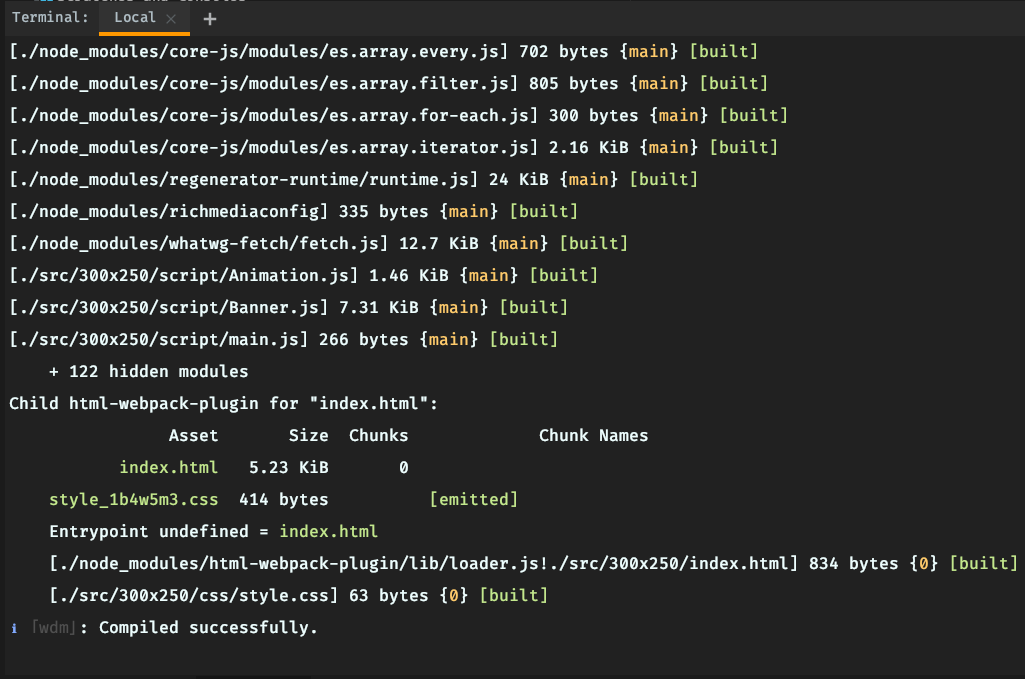 Terminal: Local × +
[./node_modules/core-js/modules/es.array.every.js] 702 bytes {main} [built]
[./node_modules/core-js/modules/es.array.filter.js] 805 bytes {main} [built]
[./node_modules/core-js/modules/es.array.for-each.js] 300 bytes {main} [built]
[./node_modules/core-js/modules/es.array.iterator.js] 2.16 KiB {main} [built]
[./node_modules/regenerator-runtime/runtime.js] 24 KiB {main} [built]
[./node_modules/richmediaconfig] 335 bytes {main} [built]
[./node_modules/whatwg-fetch/fetch.js] 12.7 KiB {main} [built]
[./src/300x250/script/Animation.js] 1.46 KiB {main} [built]
[./src/300x250/script/Banner.js] 7.31 KiB {main} [built]
[./src/300x250/script/main.js] 266 bytes {main} [built]
+ 122 hidden modules
Child html-webpack-plugin for "index.html":
Asset Size Chunks Chunk Names
index.html 5.23 KiB 0
style_1b4w5m3.css 414 bytes [emitted]
Entrypoint undefined = index.html
[./node_modules/html-webpack-plugin/lib/loader.js!./src/300x250/index.html] 834 bytes {0} [built]
[./src/300x250/css/style.css] 63 bytes {0} [built]
ℹ ｢wdm｣: Compiled successfully.